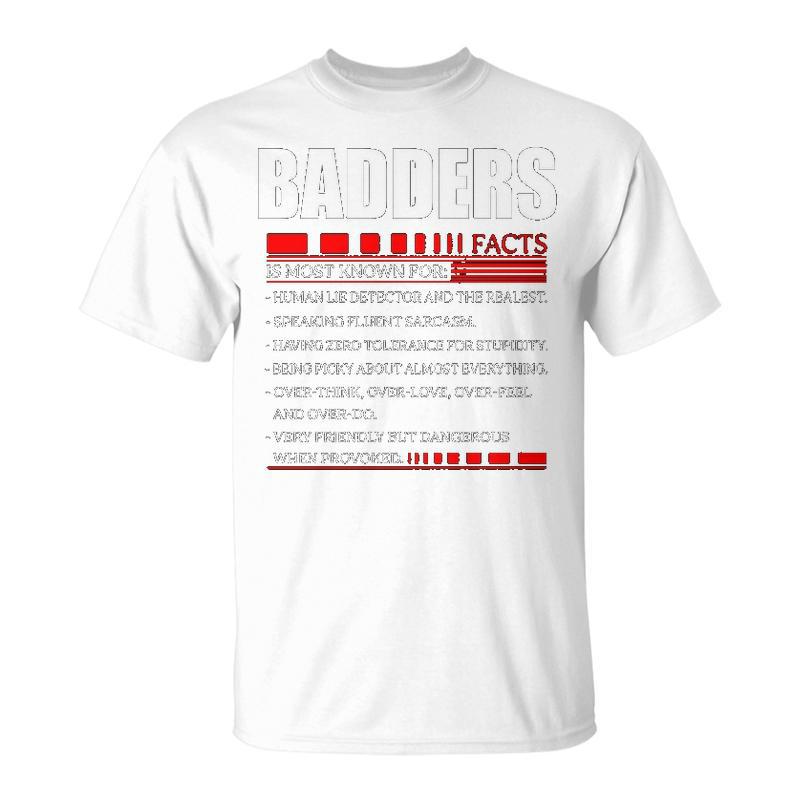 BADDERS
FACTS
IS MOST KNOWN FOR:
- HUMAN LIE DETECTOR AND THE REALEST.
- SPEAKING FLUENT SARCASM.
- HAVING ZERO TOLERANCE FOR STUPIDITY.
- BEING PICKY ABOUT ALMOST EVERYTHING.
- OVER-THINK, OVER-LOVE, OVER-FEEL
AND OVER-DO.
- VERY FRIENDLY BUT DANGEROUS
WHEN PROVOKED.